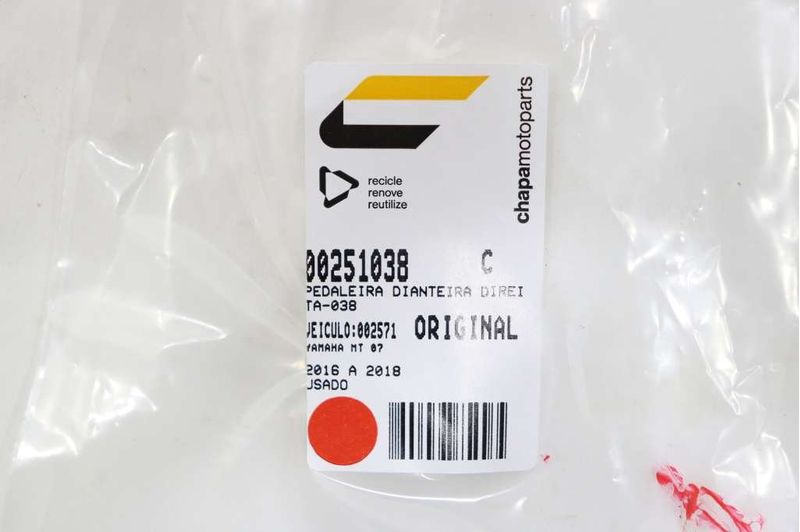 chapamotoparts
recicle
renove
reutilize
00251038 C
PEDALEIRA DIANTEIRA DIREI
TA-038
VEICULO:002571 ORIGINAL
YAMAHA MT 07
2016 A 2018
USADO